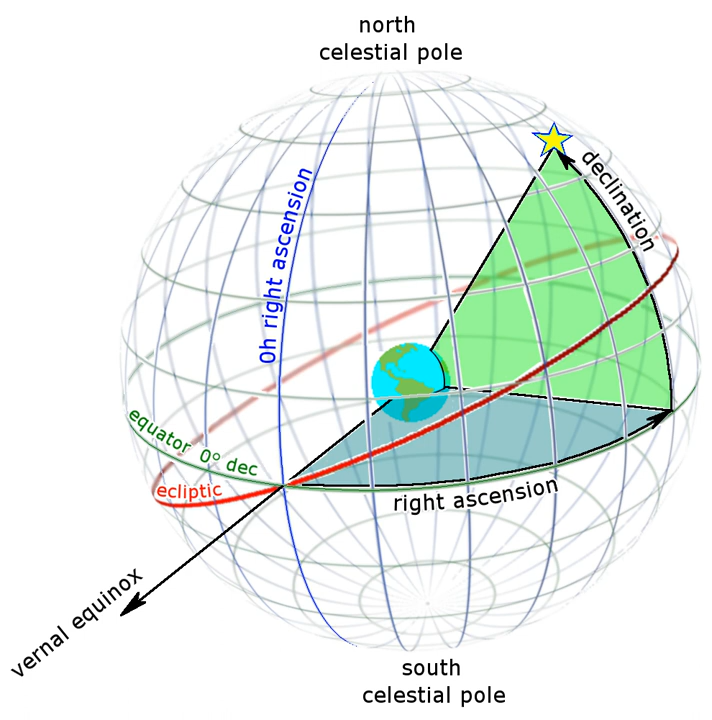 north
celestial pole
declination
0h right ascension
equator 0° dec
ecliptic
right ascension
vernal equinox
south
celestial pole